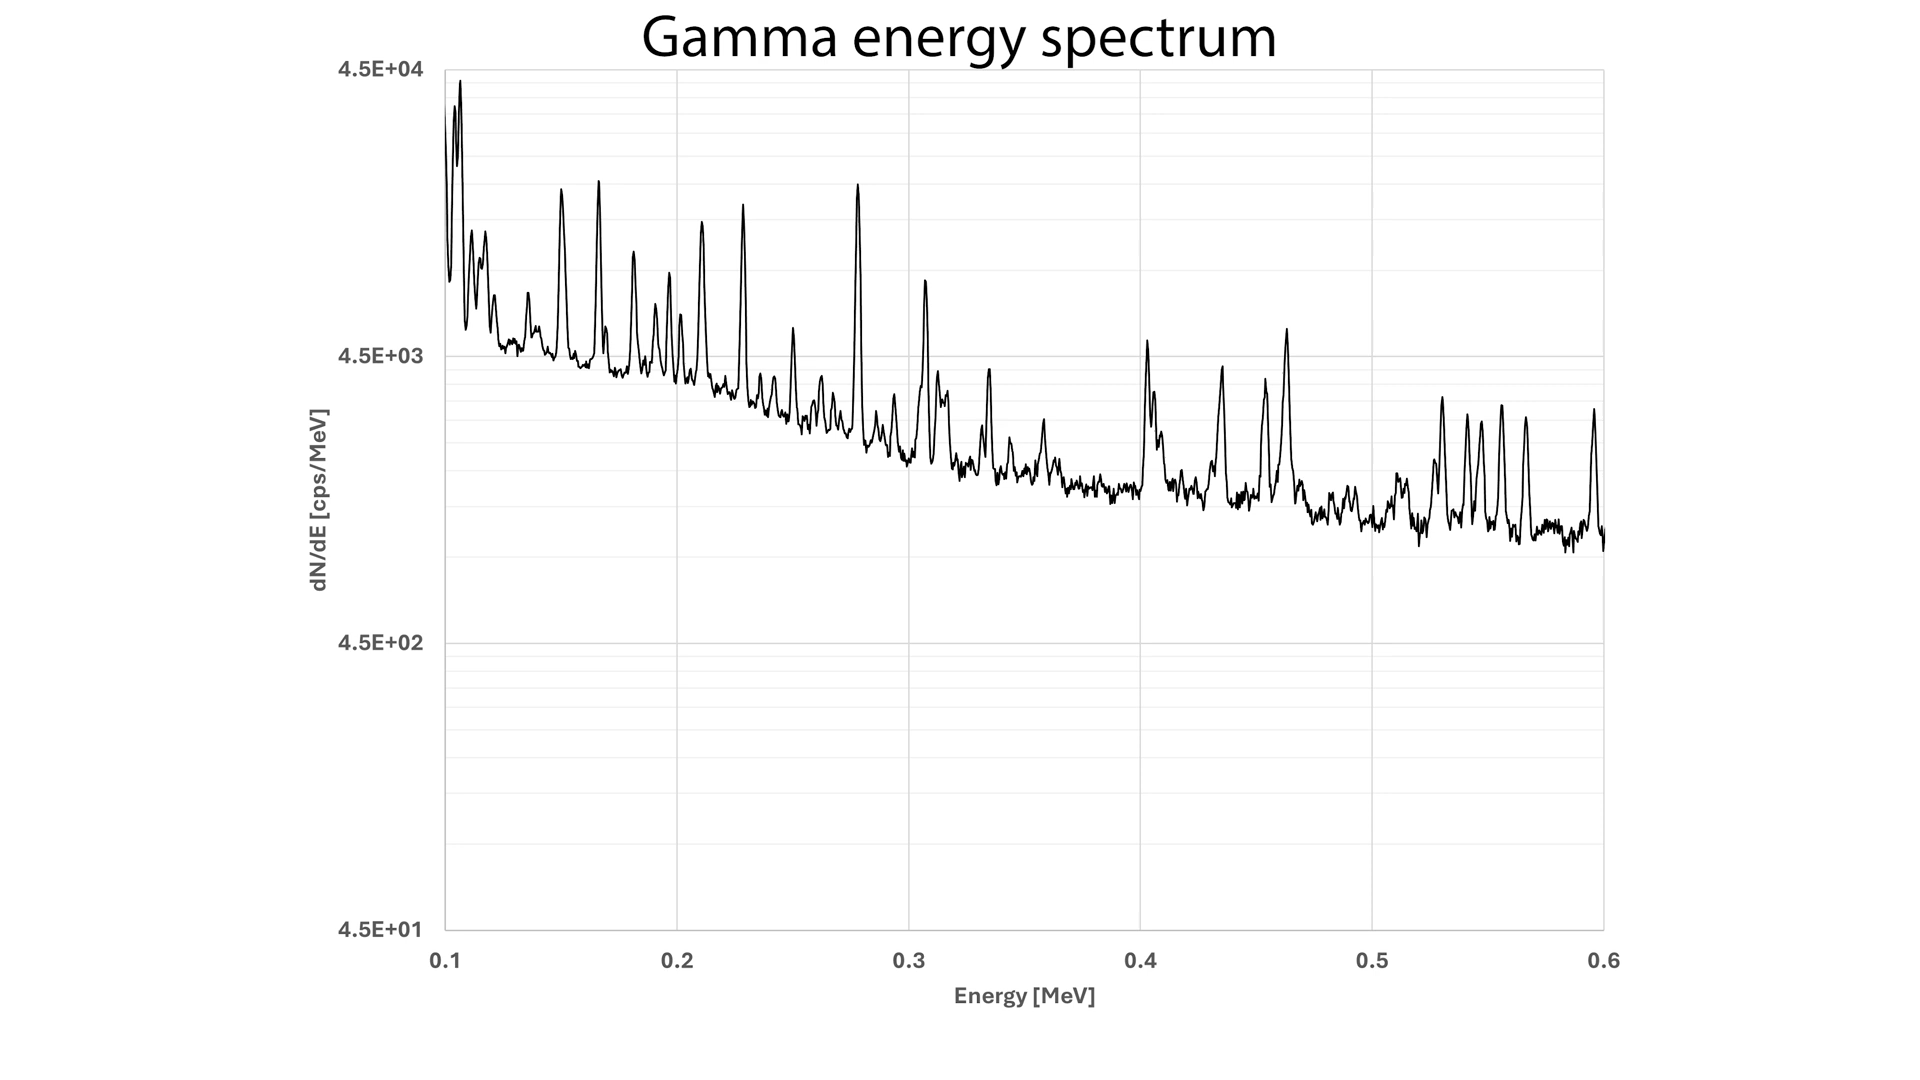 Gamma energy spectrum
4.5E+04
4.5E+03
4.5E+02
4.5E+01
dN/dE [cps/MeV]
0.1 0.2 0.3 0.4 0.5 0.6
Energy [MeV]